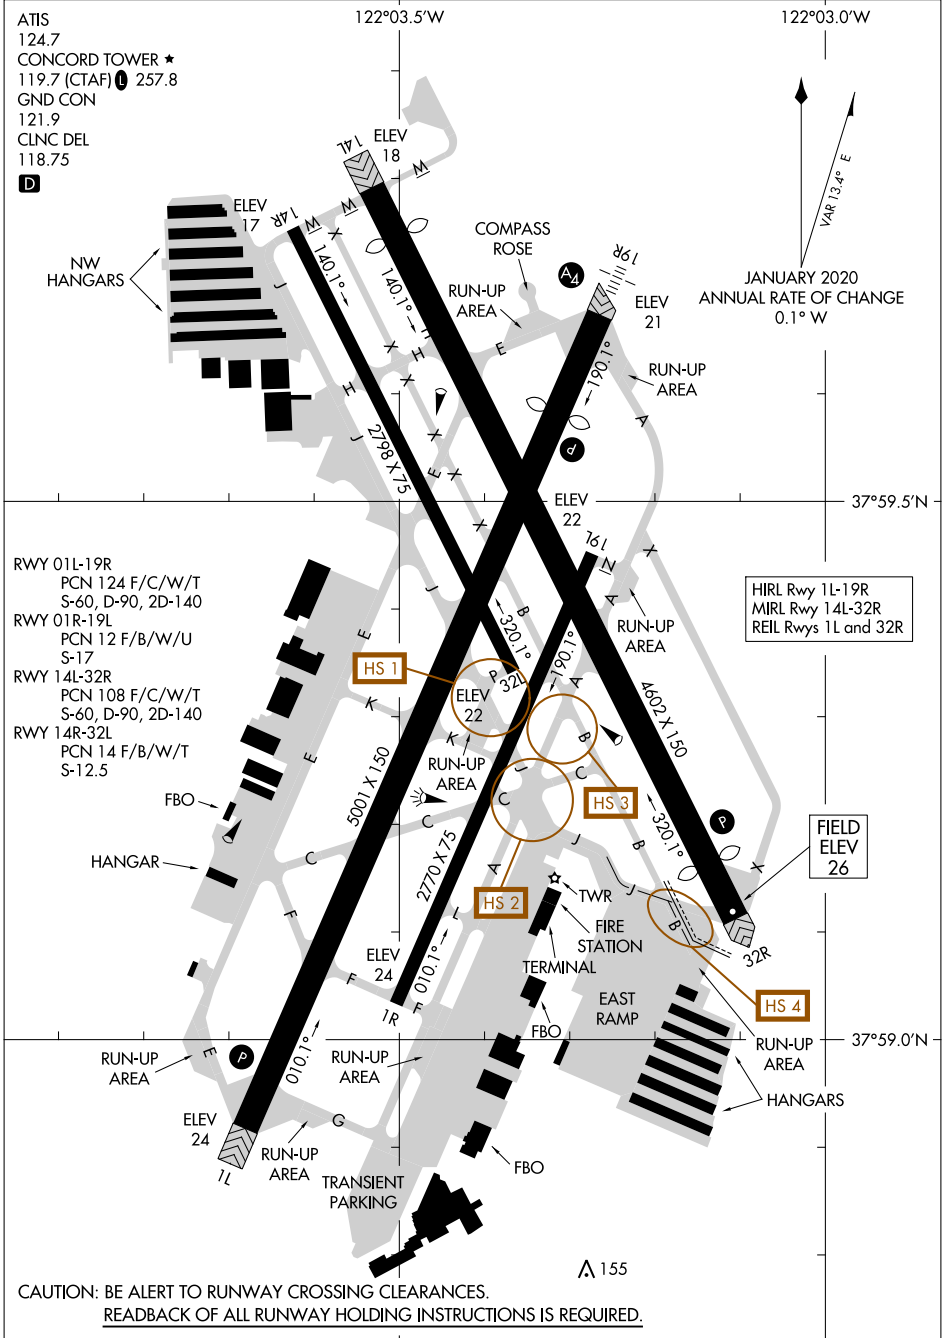 122°03.5'W
122°03.0'W
ATIS
124.7
CONCORD TOWER ★
119.7 (CTAF) L 257.8
GND CON
121.9
CLNC DEL
118.75
D
14L
ELEV
18
W
ELEV
17
14R
W
W
X
NW
HANGARS
J
140.1°
140.1°
COMPASS
ROSE
RUN-UP
AREA
A4
19R
ELEV
21
VAR 13.4° E
JANUARY 2020
ANNUAL RATE OF CHANGE
0.1° W
H
H
X
X
E
190.1°
RUN-UP
AREA
H
J
2798 X 75
X
E
X
A
P
ELEV
22
37°59.5'N
X
19L
N
A
X
RWY 01L-19R
PCN 124 F/C/W/T
S-60, D-90, 2D-140
RWY 01R-19L
PCN 12 F/B/W/U
S-17
RWY 14L-32R
PCN 108 F/C/W/T
S-60, D-90, 2D-140
RWY 14R-32L
PCN 14 F/B/W/T
S-12.5
HIRL Rwy 1L-19R
MIRL Rwy 14L-32R
REIL Rwys 1L and 32R
J
B
E
320.1°
190.1°
RUN-UP
AREA
HS 1
P
32L
ELEV
22
A
4602 X 150
K
K
RUN-UP
AREA
B
E
J
C
C
HS 3
5001 X 150
FBO
C
2770 X 75
HANGAR
C
A
J
B
320.1°
P
FIELD
ELEV
26
X
HS 2
TWR
J
B
F
L
FIRE
STATION
TERMINAL
32R
ELEV
24
010.1°
F
F
1R
FBO
EAST
RAMP
HS 4
RUN-UP
AREA
37°59.0'N
RUN-UP
AREA
E
P
010.1°
RUN-UP
AREA
HANGARS
ELEV
24
G
RUN-UP
AREA
1L
FBO
TRANSIENT
PARKING
155
CAUTION: BE ALERT TO RUNWAY CROSSING CLEARANCES.
READBACK OF ALL RUNWAY HOLDING INSTRUCTIONS IS REQUIRED.